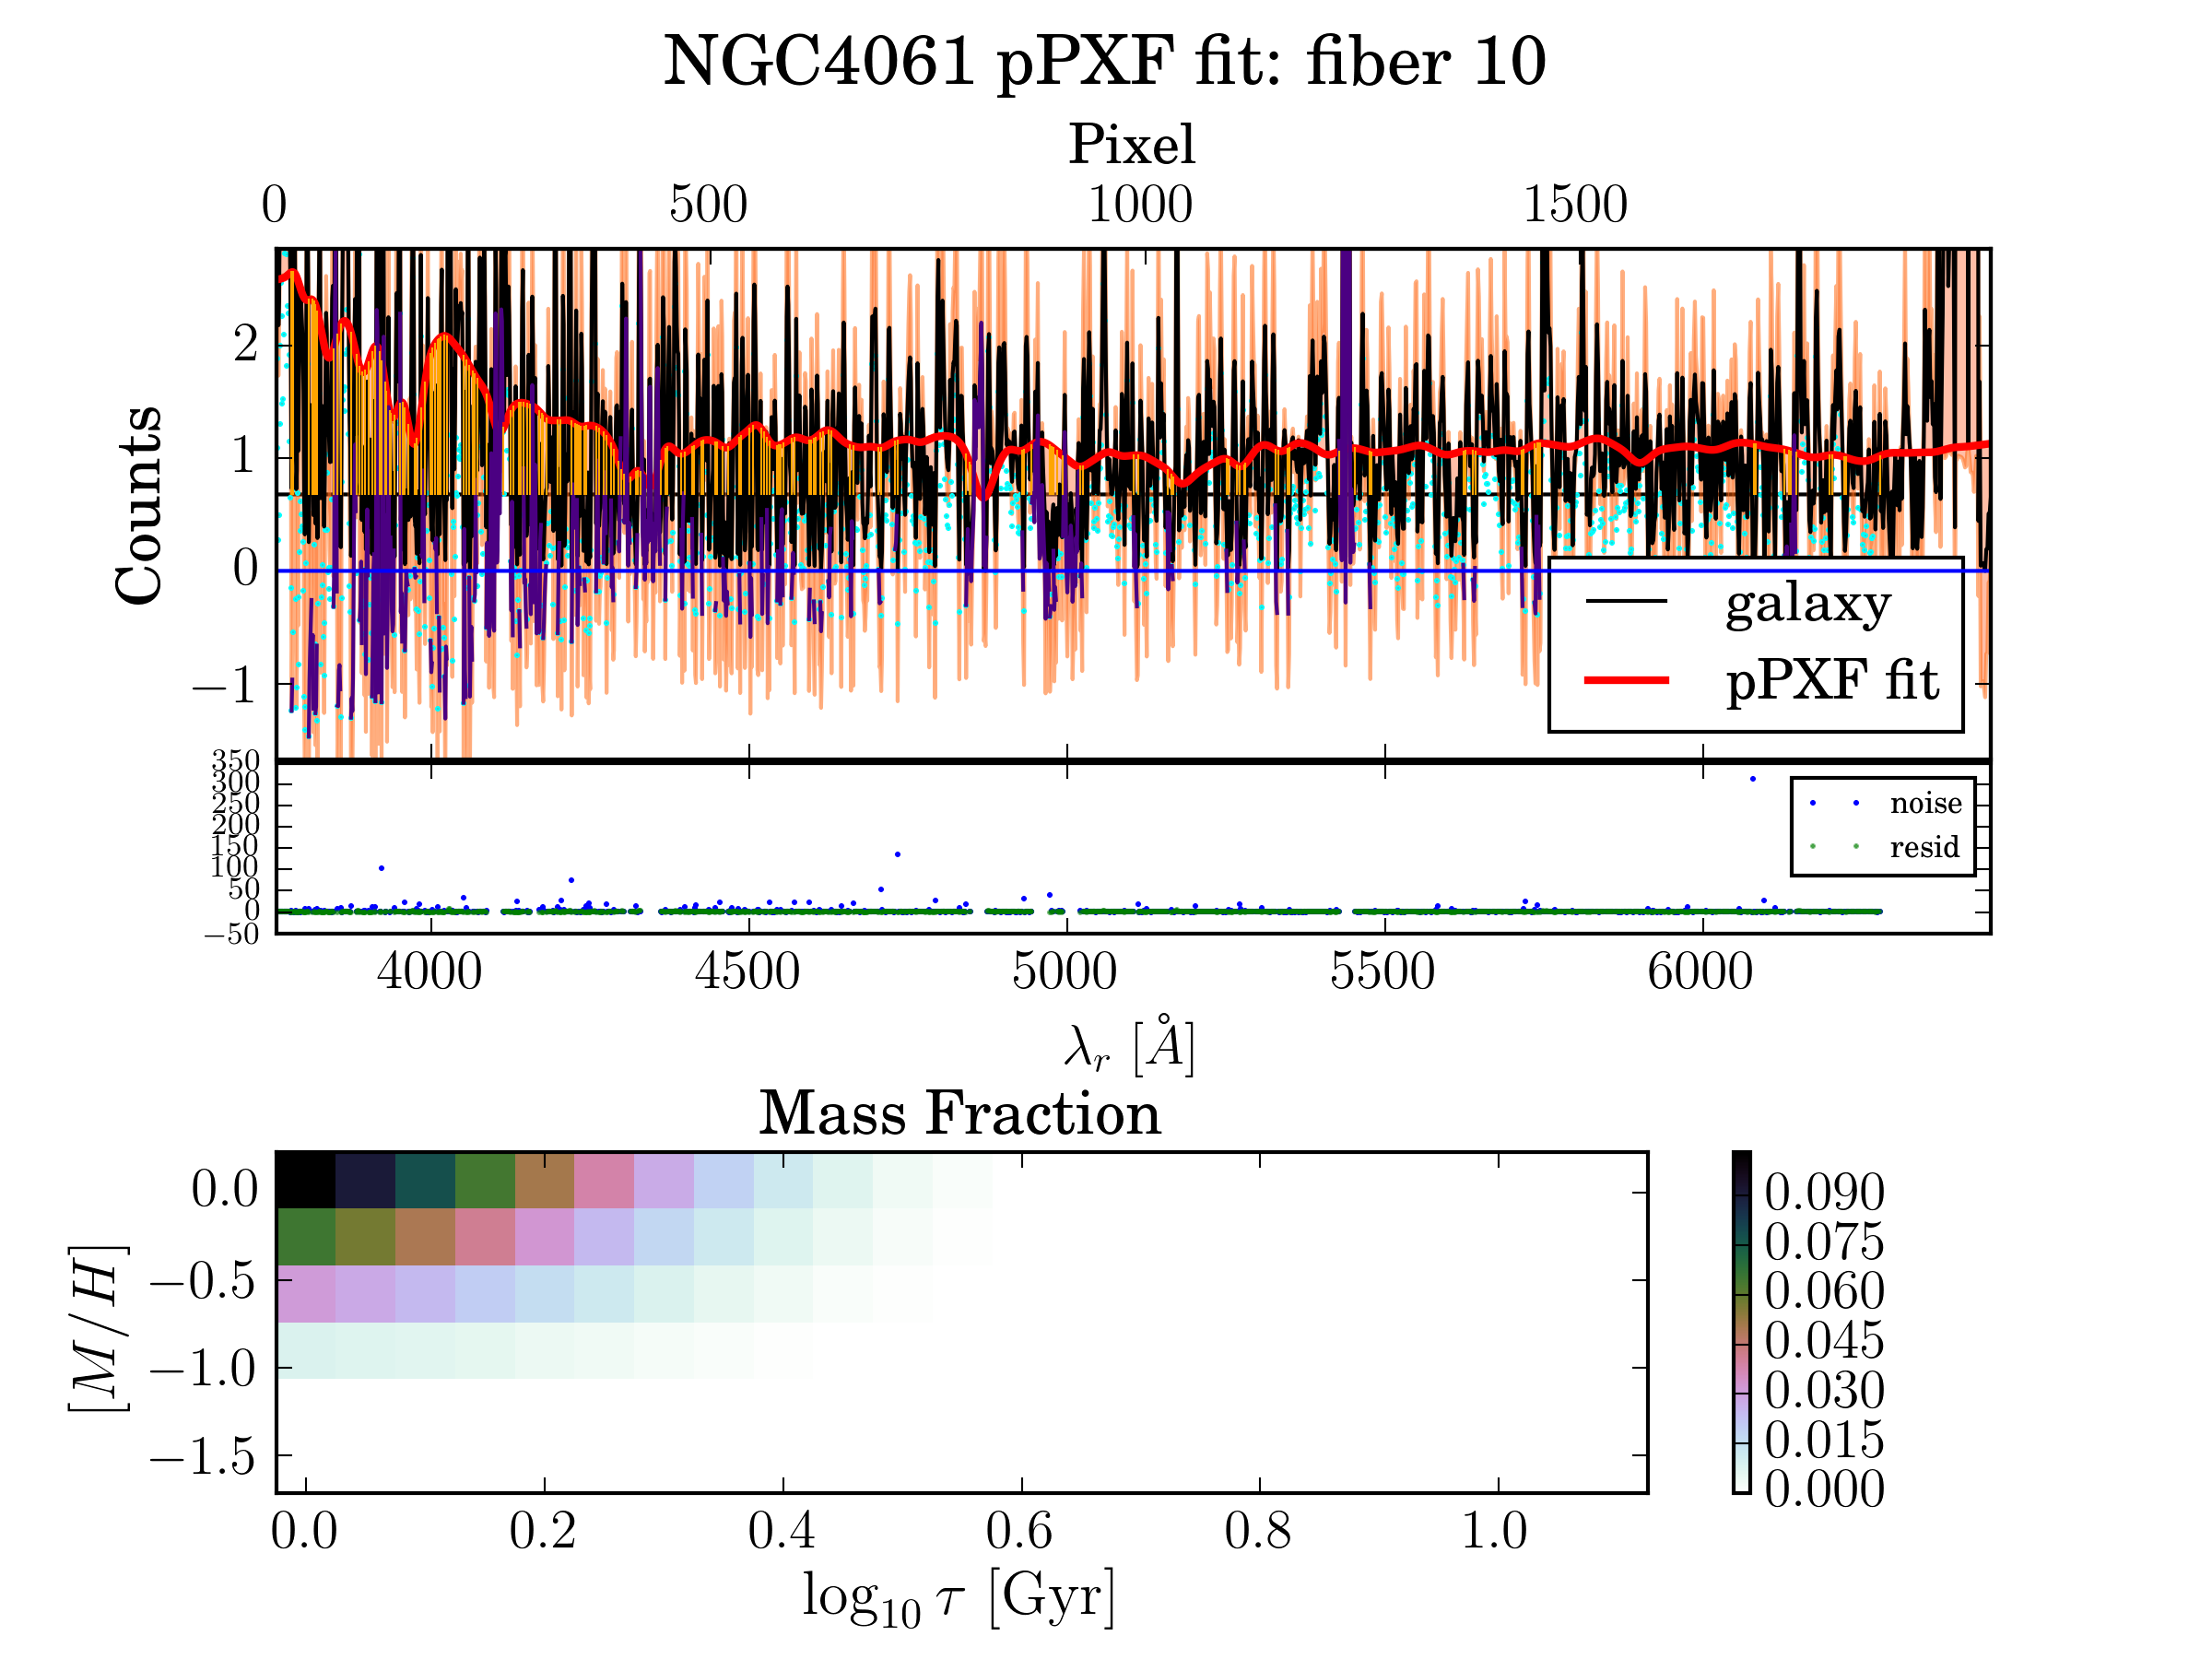 NGC4061 pPXF fit: fiber 10
Pixel
0 500 1000 1500
Counts
2
1
0
−1
galaxy
pPXF fit
350
300
250
200
150
100
50
0
−50
noise
resid
4000 4500 5000 5500 6000
λr [Å]
Mass Fraction
[M/H]
0.0
−0.5
−1.0
−1.5
0.0 0.2 0.4 0.6 0.8 1.0
log10 τ [Gyr]
0.090
0.075
0.060
0.045
0.030
0.015
0.000